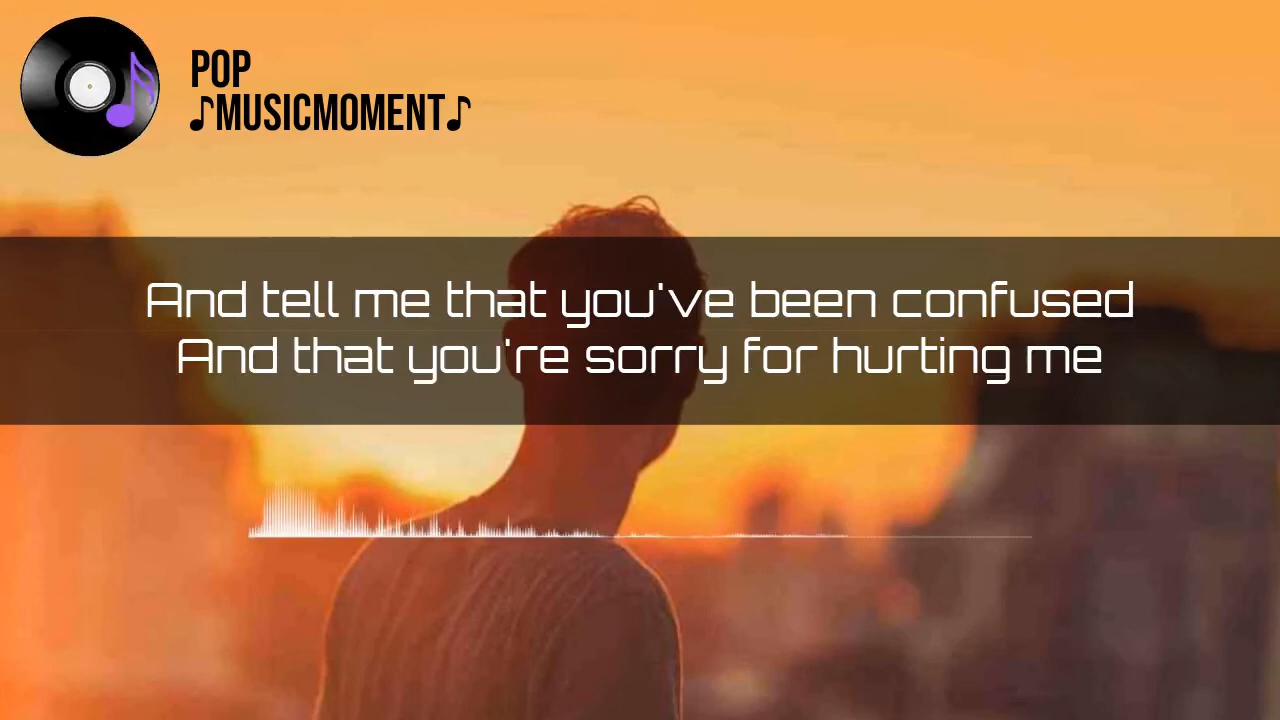 POP
♪MUSICMOMENT♪
And tell me that you've been confused
And that you're sorry for hurting me